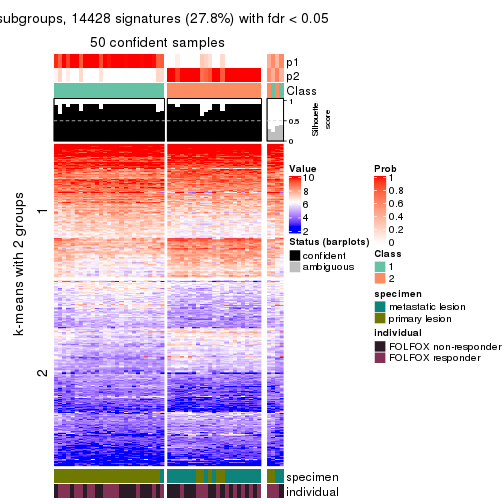 subgroups, 14428 signatures (27.8%) with fdr < 0.05
50 confident samples
p1
p2
Class
1
0.5
0
Silhouette
score
k-means with 2 groups
1
2
Value
10
8
6
4
2
Status (barplots)
confident
ambiguous
Prob
1
0.8
0.6
0.4
0.2
0
Class
1
2
specimen
metastatic lesion
primary lesion
individual
FOLFOX non-responder
FOLFOX responder
specimen
individual